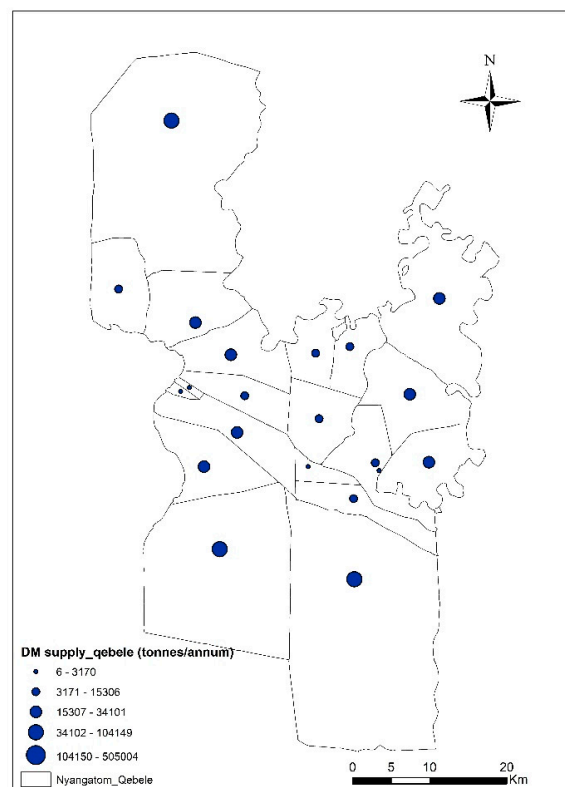 N
DM supply_qebele (tonnes/annum)
6 - 3170
3171 - 15306
15307 - 34101
34102 - 104149
104150 - 505004
Nyangatom_Qebele
0 5 10 20
Km